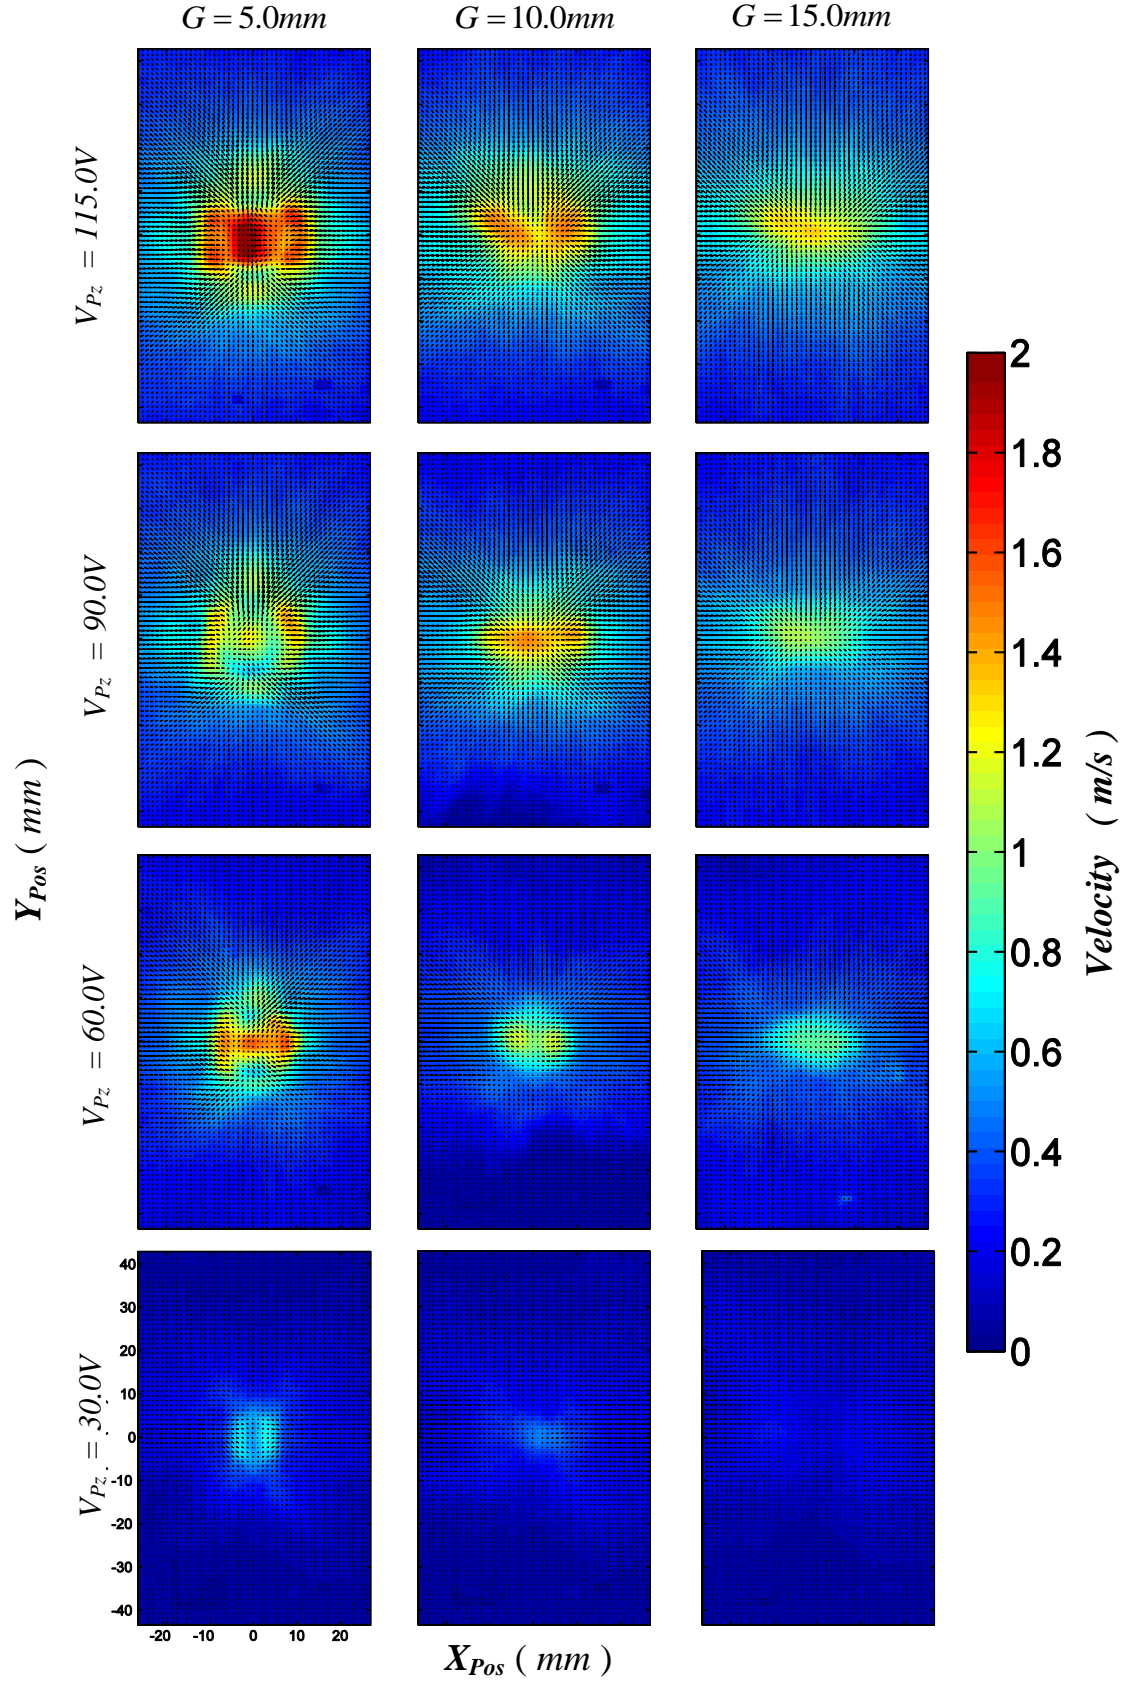 G = 5.0mm G = 10.0mm G = 15.0mm
V_Pz = 115.0V
V_Pz = 90.0V
V_Pz = 60.0V
V_Pz = 30.0V
Y_Pos ( mm )
40
30
20
10
0
-10
-20
-30
-40
-20 -10 0 10 20
X_Pos ( mm )
2
1.8
1.6
1.4
1.2
1
0.8
0.6
0.4
0.2
0
Velocity ( m/s )